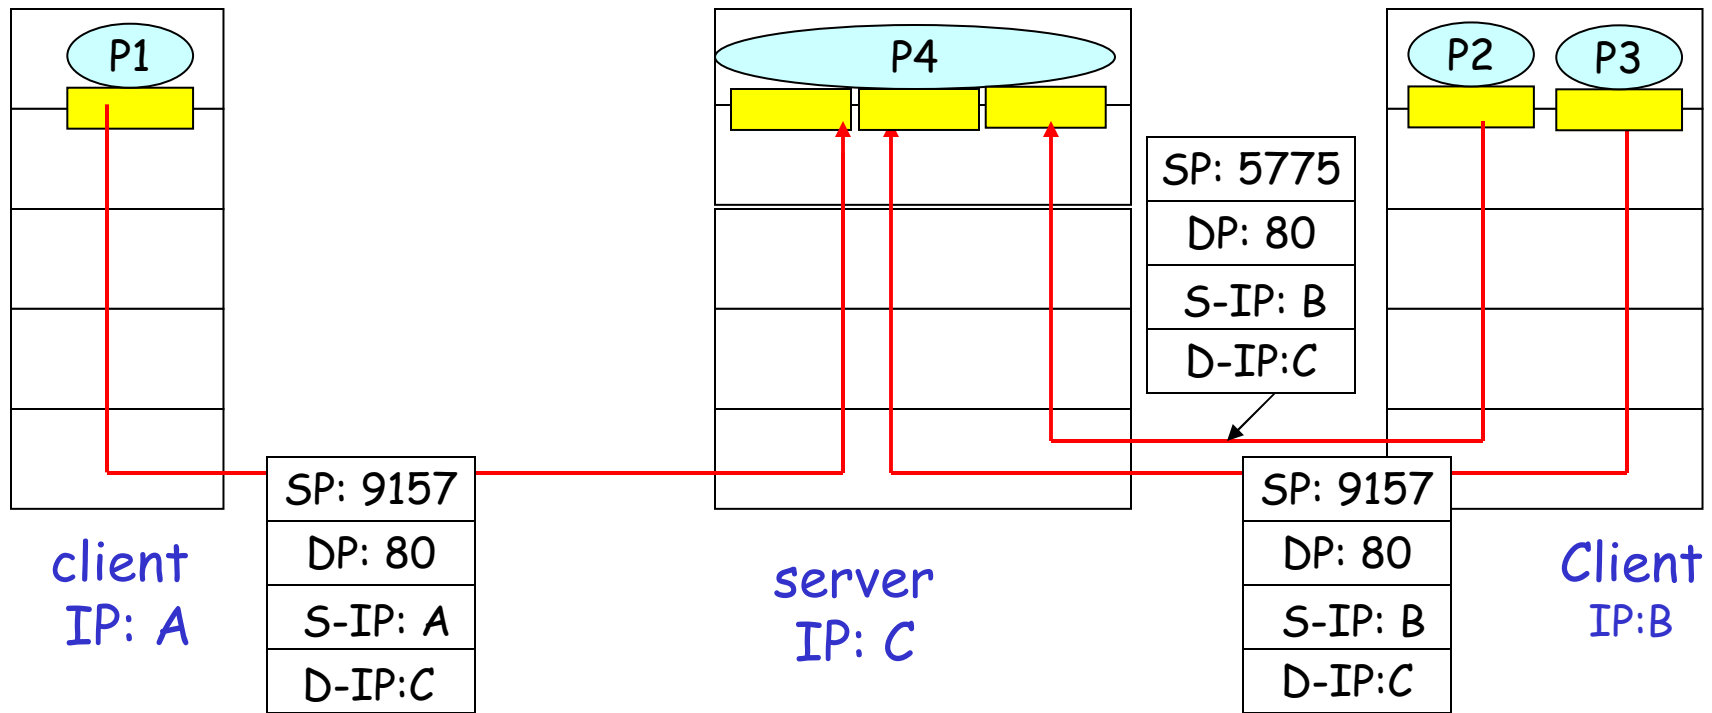 P1
P4
P2
P3
SP: 5775
DP: 80
S-IP: B
D-IP:C
SP: 9157
DP: 80
S-IP: A
D-IP:C
SP: 9157
DP: 80
S-IP: B
D-IP:C
client
IP: A
server
IP: C
Client
IP:B